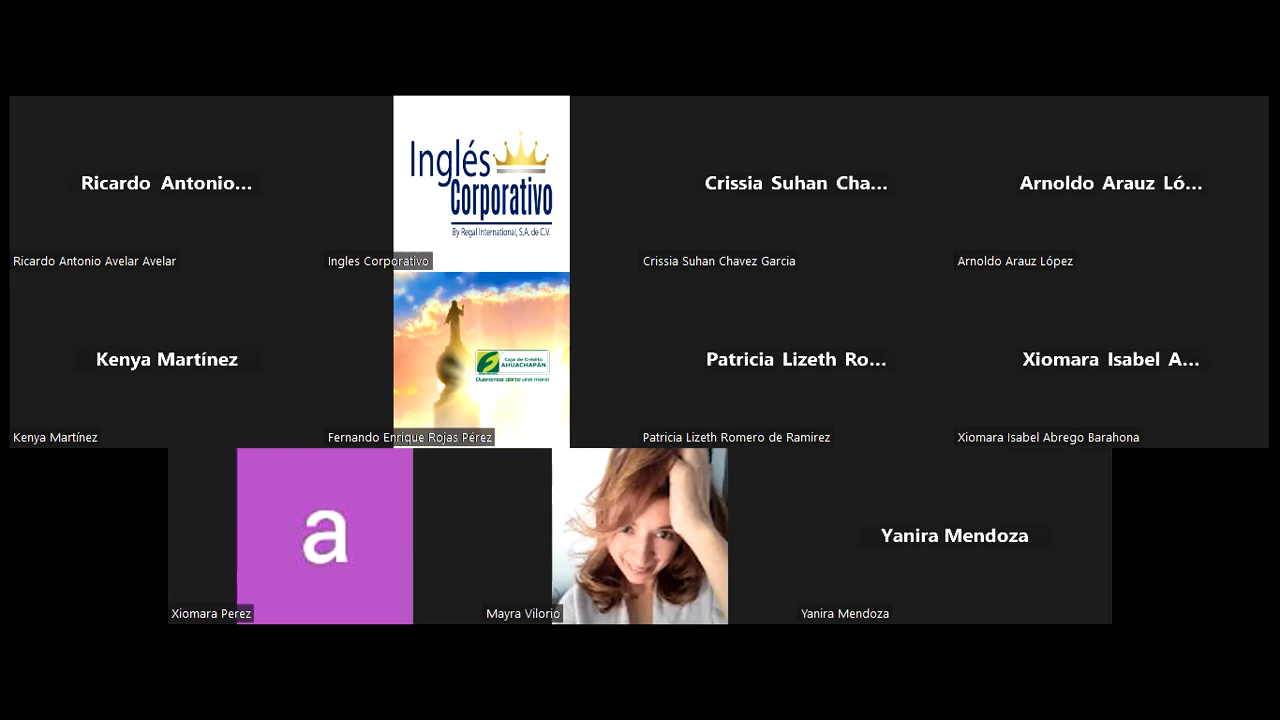 Ricardo Antonio...
Ricardo Antonio Avelar Avelar
Inglés
Corporativo
By Regal International, S.A. de C.V.
Ingles Corporativo
Crissia Suhan Cha...
Crissia Suhan Chavez Garcia
Arnoldo Arauz Ló...
Arnoldo Arauz López
Kenya Martínez
Kenya Martínez
Caja de Crédito
AHUACHAPÁN
Queremos darte una mano
Fernando Enrique Rojas Pérez
Patricia Lizeth Ro...
Patricia Lizeth Romero de Ramirez
Xiomara Isabel A...
Xiomara Isabel Abrego Barahona
a
Xiomara Perez
Mayra Vilorio
Yanira Mendoza
Yanira Mendoza